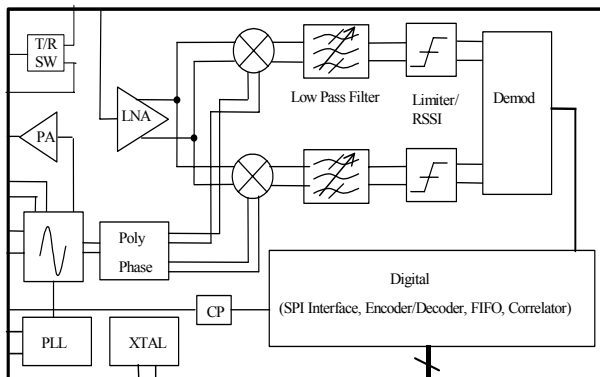 T/R
SW
LNA
Low Pass Filter
Limiter/
RSSI
Demod
PA
Poly
Phase
Digital
(SPI Interface, Encoder/Decoder, FIFO, Correlator)
CP
PLL
XTAL